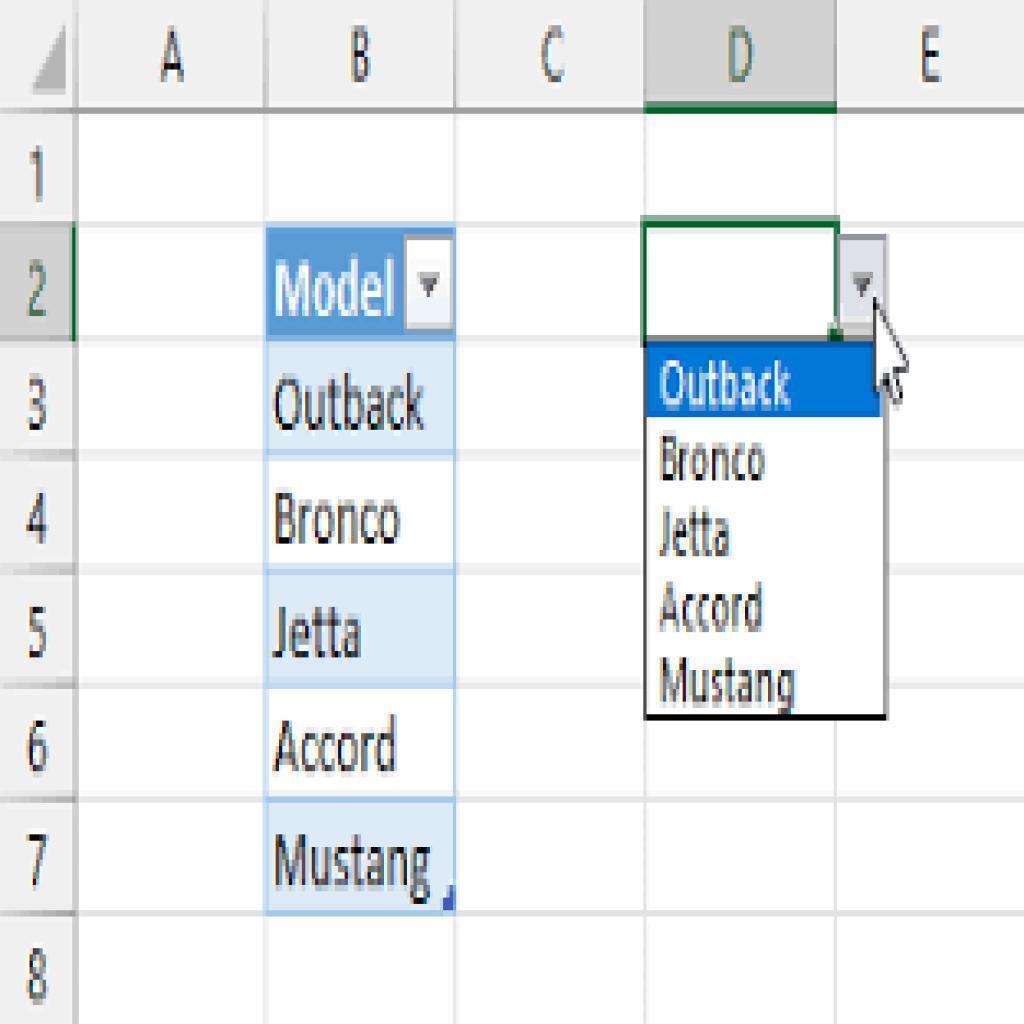 A B C D E
1
2 Model
3 Outback Outback
4 Bronco Bronco
Jetta
5 Jetta Accord
Mustang
6 Accord
7 Mustang
8